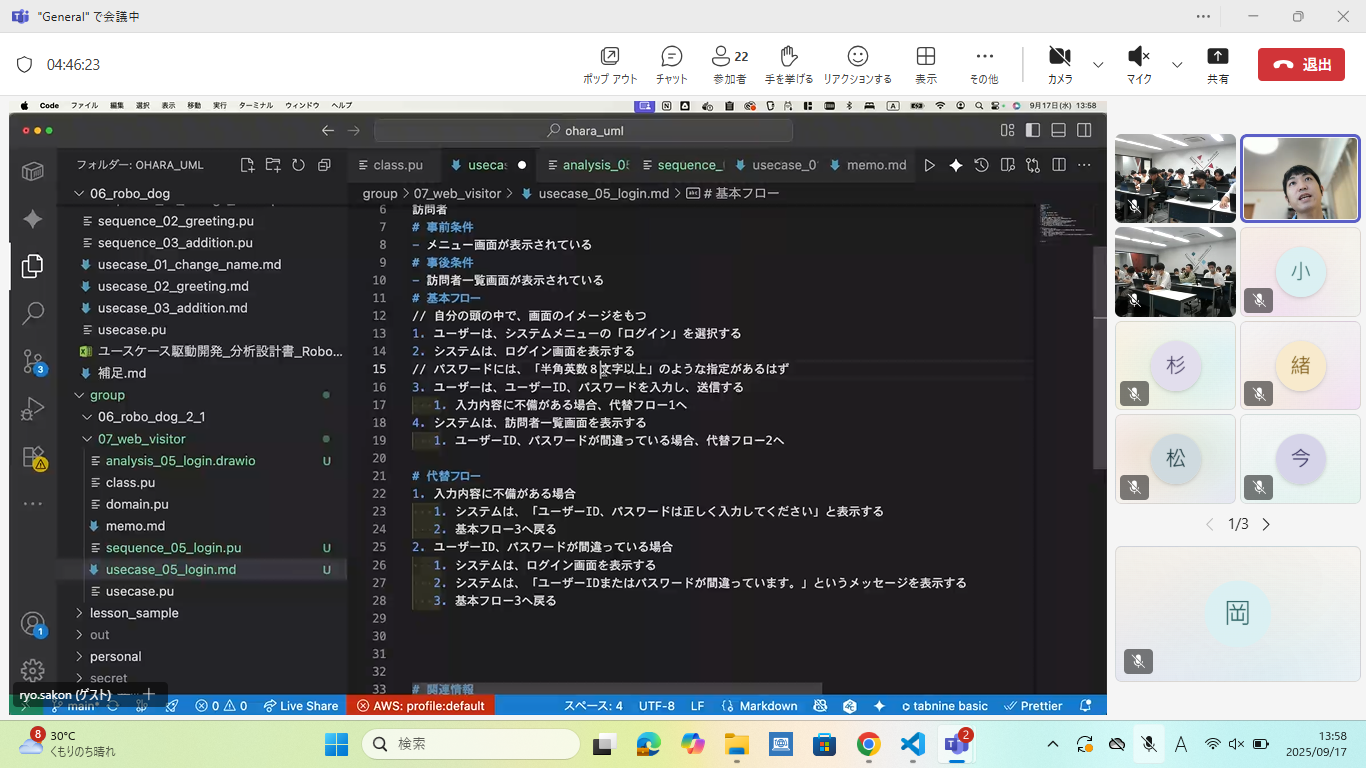 "General" で会議中
04:46:23
ポップ アウト
チャット
22
参加者
手を挙げる
リアクションする
表示
その他
カメラ
マイク
共有
退出
Code ファイル 編集 選択 表示 移動 実行 ターミナル ウィンドウ ヘルプ
9月17日(水) 13:58
ohara_uml
フォルダー: OHARA_UML
class.pu
usecas
analysis_05
sequence_
usecase_0
memo.md
group > 07_web_visitor > usecase_05_login.md > # 基本フロー
06_robo_dog
sequence_02_greeting.pu
sequence_03_addition.pu
usecase_01_change_name.md
usecase_02_greeting.md
usecase_03_addition.md
usecase.pu
ユースケース駆動開発_分析設計書_Robo...
補足.md
group
06_robo_dog_2_1
07_web_visitor
analysis_05_login.drawio U
class.pu
domain.pu
memo.md
sequence_05_login.pu U
usecase_05_login.md U
usecase.pu
lesson_sample
out
personal
secret
3
1
6 訪問者
7 # 事前条件
8 - メニュー画面が表示されている
9 # 事後条件
10 - 訪問者一覧画面が表示されている
11 # 基本フロー
12 // 自分の頭の中で、画面のイメージをもつ
13 1. ユーザーは、システムメニューの「ログイン」を選択する
14 2. システムは、ログイン画面を表示する
15 // パスワードには、「半角英数８文字以上」のような指定があるはず
16 3. ユーザーは、ユーザーID、パスワードを入力し、送信する
17 1. 入力内容に不備がある場合、代替フロー1へ
18 4. システムは、訪問者一覧画面を表示する
19 1. ユーザーID、パスワードが間違っている場合、代替フロー2へ
20
21 # 代替フロー
22 1. 入力内容に不備がある場合
23 1. システムは、「ユーザーID、パスワードは正しく入力してください」と表示する
24 2. 基本フロー3へ戻る
25 2. ユーザーID、パスワードが間違っている場合
26 1. システムは、ログイン画面を表示する
27 2. システムは、「ユーザーIDまたはパスワードが間違っています。」というメッセージを表示する
28 3. 基本フロー3へ戻る
29
30
31
32
33 # 関連情報
ryo.sakon (ゲスト)
main*
0 0
Live Share
AWS: profile:default
スペース: 4
UTF-8
LF
Markdown
tabnine basic
Prettier
小
杉
緒
松
今
1/3
岡
8
30°C
くもりのち晴れ
検索
2
A
13:58
2025/09/17